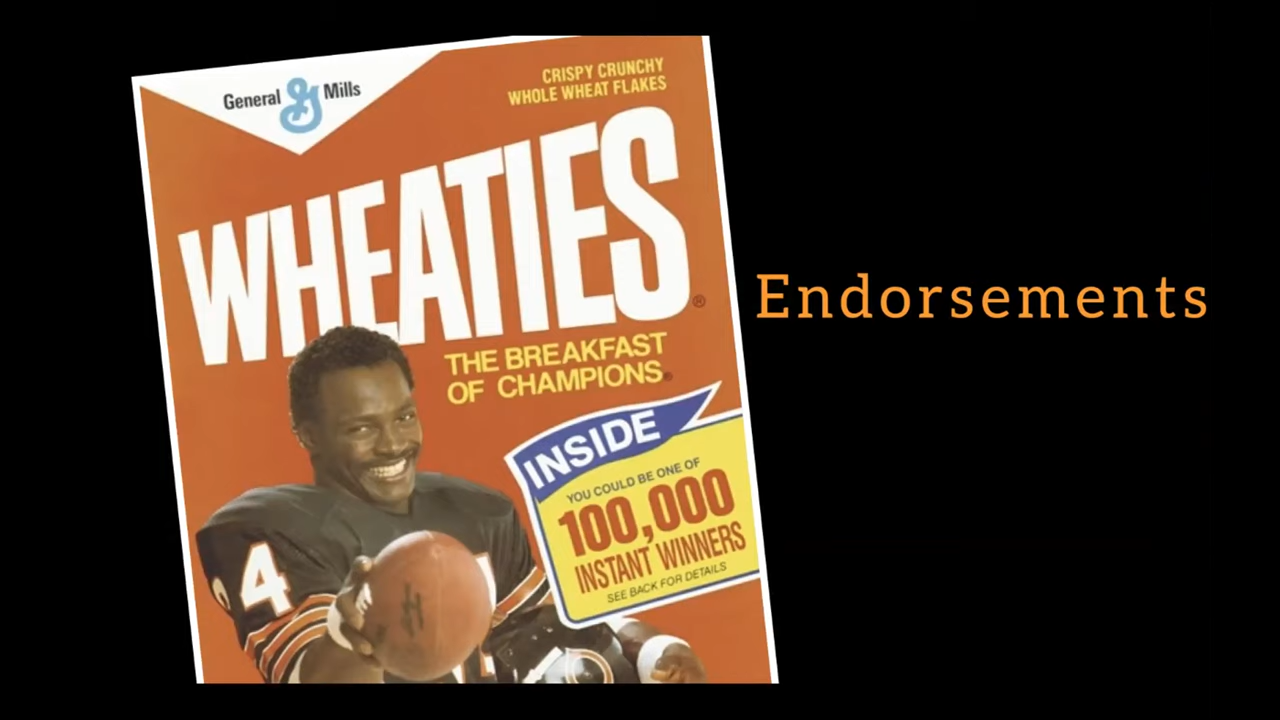 General Mills
CRISPY CRUNCHY
WHOLE WHEAT FLAKES
WHEATIES®
THE BREAKFAST
OF CHAMPIONS®
INSIDE
YOU COULD BE ONE OF
100,000
INSTANT WINNERS
SEE BACK FOR DETAILS
4
Endorsements